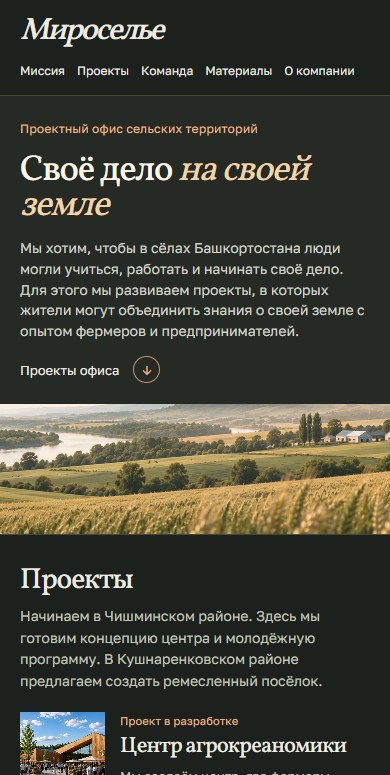 Мироселье
Миссия Проекты Команда Материалы О компании
Проектный офис сельских территорий
Своё дело на своей
земле
Мы хотим, чтобы в сёлах Башкортостана люди
могли учиться, работать и начинать своё дело.
Для этого мы развиваем проекты, в которых
жители могут объединить знания о своей земле с
опытом фермеров и предпринимателей.
Проекты офиса
Проекты
Начинаем в Чишминском районе. Здесь мы
готовим концепцию центра и молодёжную
программу. В Кушнаренковском районе
предлагаем создать ремесленный посёлок.
Проект в разработке
Центр агрокреаномики